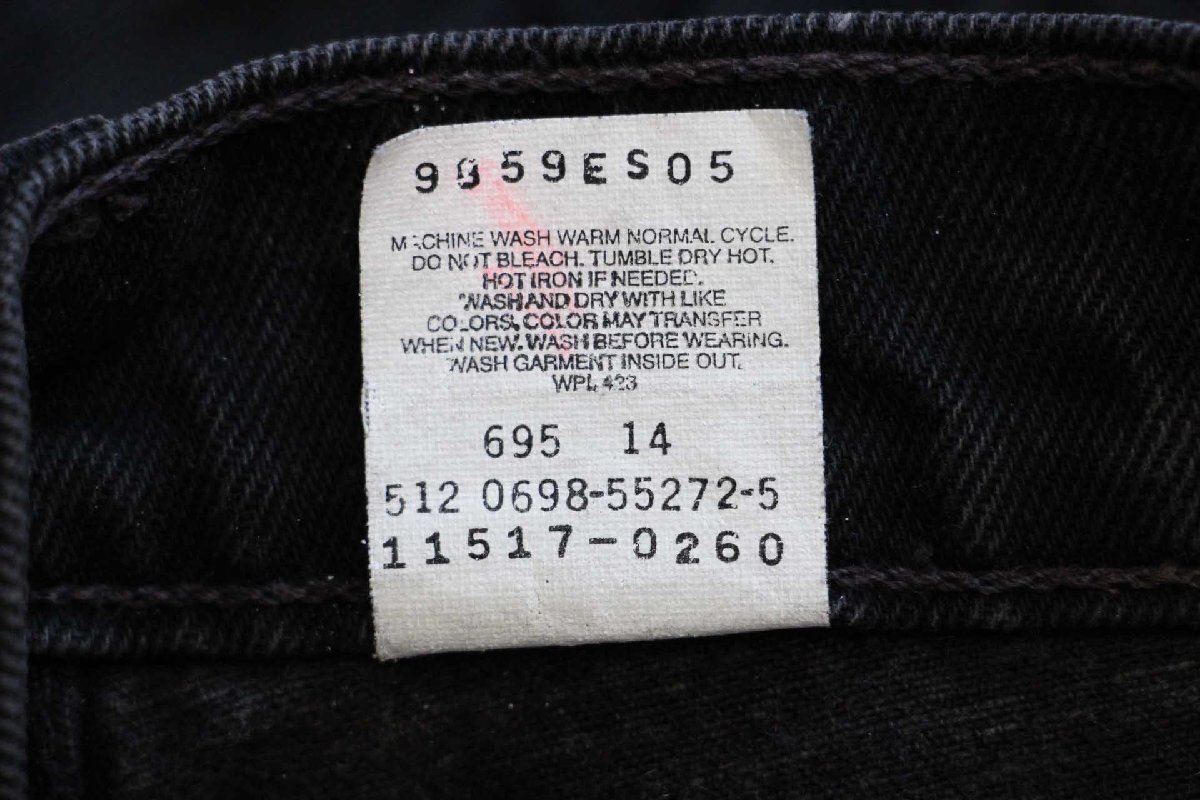 9959ES05
MACHINE WASH WARM NORMAL CYCLE.
DO NOT BLEACH. TUMBLE DRY HOT.
HOT IRON IF NEEDED.
WASH AND DRY WITH LIKE
COLORS. COLOR MAY TRANSFER
WHEN NEW. WASH BEFORE WEARING.
WASH GARMENT INSIDE OUT.
WPL 423
695 14
512 0698-55272-5
11517-0260